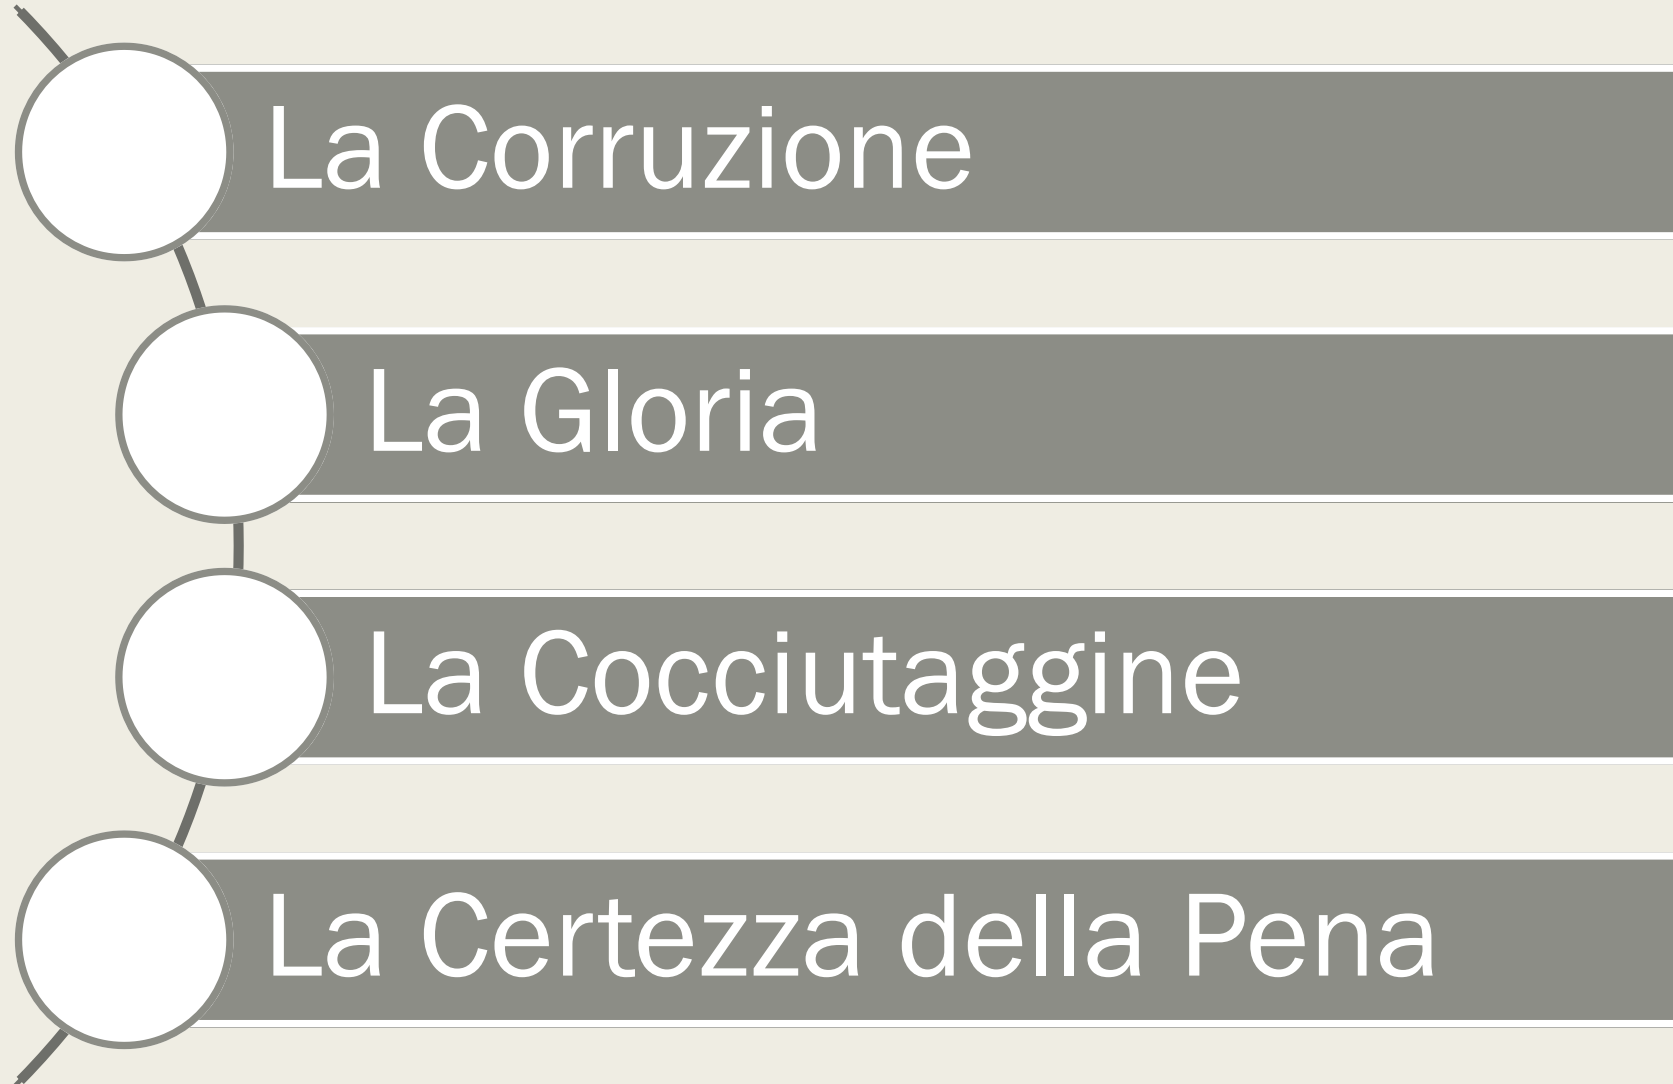 La Corruzione
La Gloria
La Cocciutaggine
La Certezza della Pena